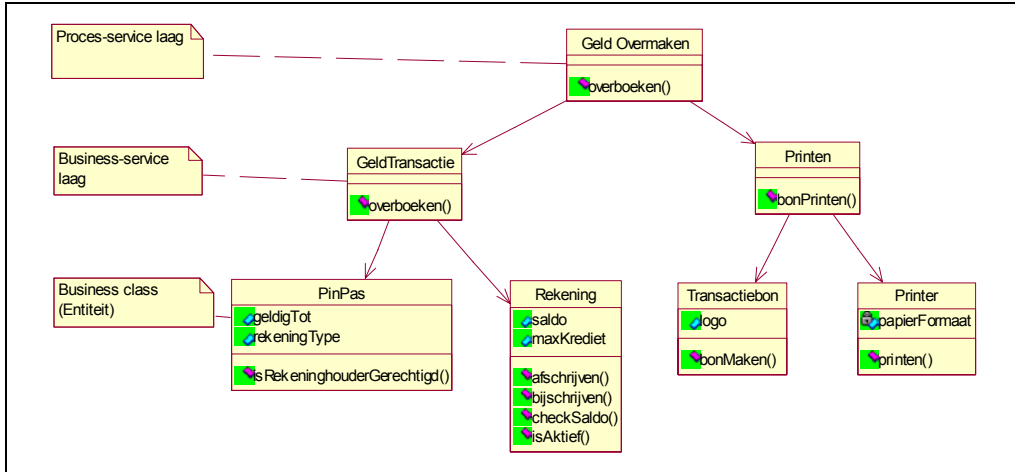 Proces-service laag
Geld Overmaken
overboeken()
Business-service
laag
GeldTransactie
overboeken()
Printen
bonPrinten()
Business class
(Entiteit)
PinPas
geldigTot
rekeningType
isRekeninghouderGerechtigd()
Rekening
saldo
maxKrediet
afschrijven()
bijschrijven()
checkSaldo()
isAktief()
Transactiebon
logo
bonMaken()
Printer
papierFormaat
printen()